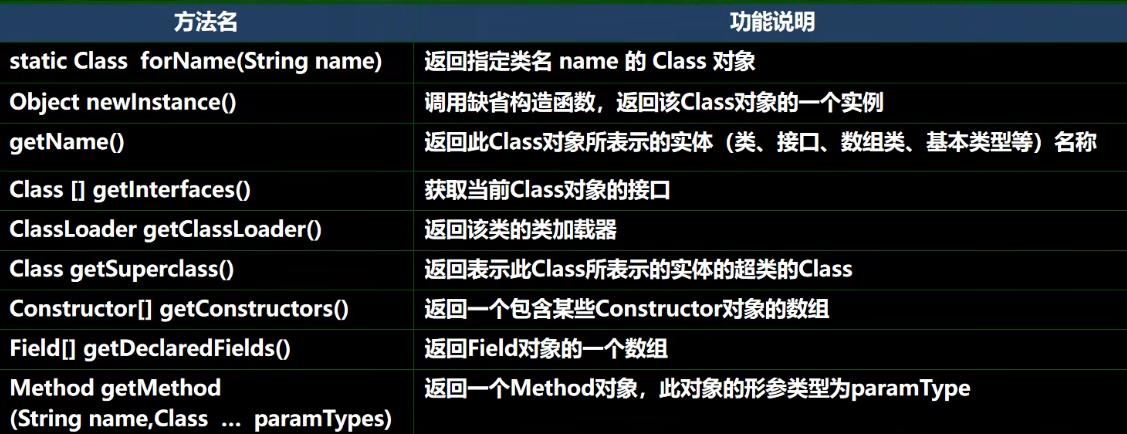 方法名 功能说明
static Class forName(String name) 返回指定类名 name 的 Class 对象
Object newInstance() 调用缺省构造函数，返回该Class对象的一个实例
getName() 返回此Class对象所表示的实体（类、接口、数组类、基本类型等）名称
Class [] getInterfaces() 获取当前Class对象的接口
ClassLoader getClassLoader() 返回该类的类加载器
Class getSuperclass() 返回表示此Class所表示的实体的超类的Class
Constructor[] getConstructors() 返回一个包含某些Constructor对象的数组
Field[] getDeclaredFields() 返回Field对象的一个数组
Method getMethod 返回一个Method对象，此对象的形参类型为paramType
(String name,Class … paramTypes)